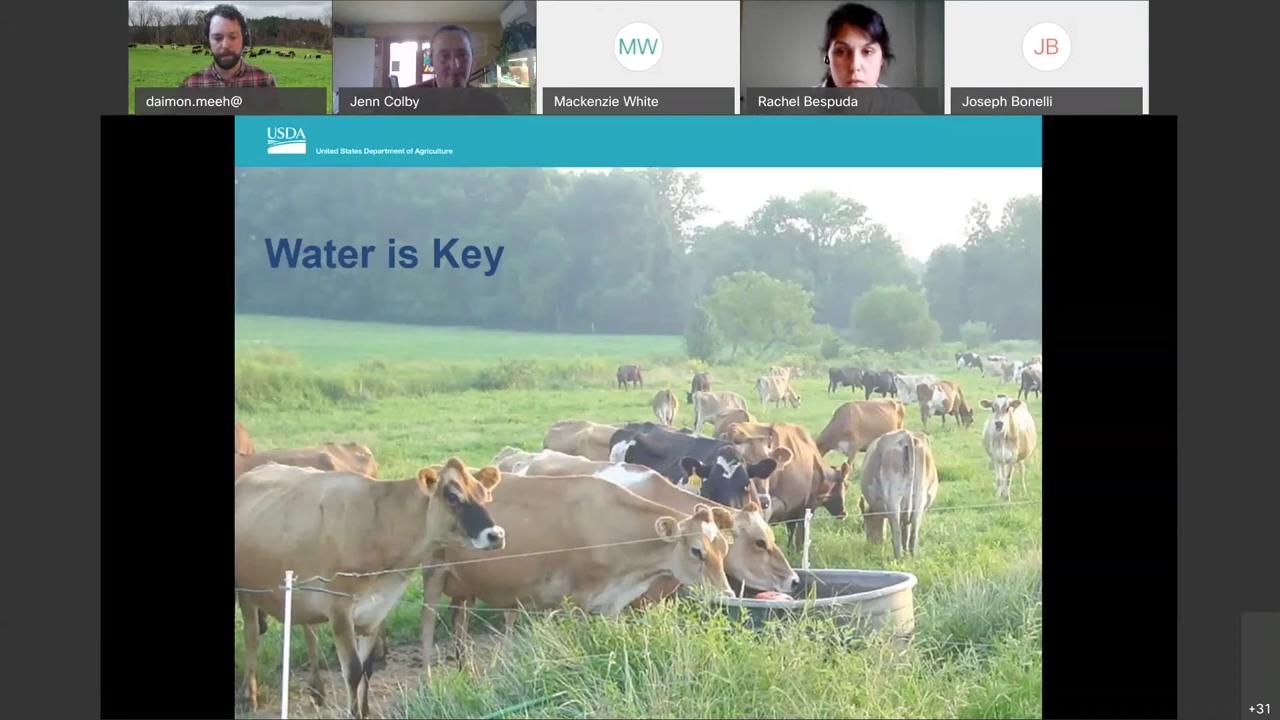 MW
JB
daimon.meeh@
Jenn Colby
Mackenzie White
Rachel Bespuda
Joseph Bonelli
USDA
United States Department of Agriculture
Water is Key
+31